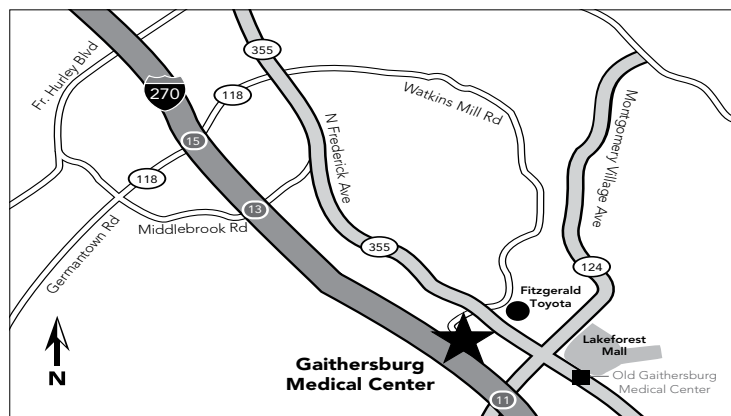 355
Fr. Hurley Blvd
270
118
Watkins Mill Rd
Montgomery Village Ave
N Frederick Ave
15
118
13
Middlebrook Rd
Germantown Rd
355
124
Fitzgerald
Toyota
Lakeforest
Mall
Gaithersburg
Medical Center
Old Gaithersburg
Medical Center
N
11